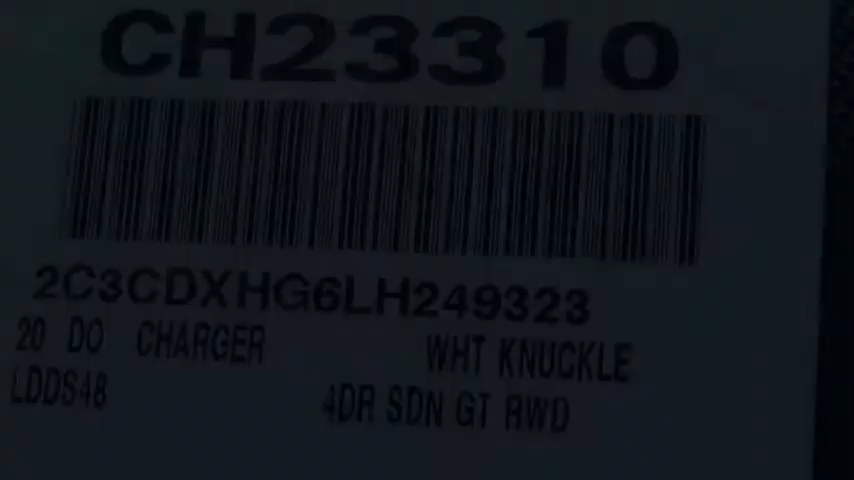 CH23310
2C3CDXHG6LH249323
20 DO CHARGER WHT KNUCKLE
LDDS48 4DR SDN GT RWD